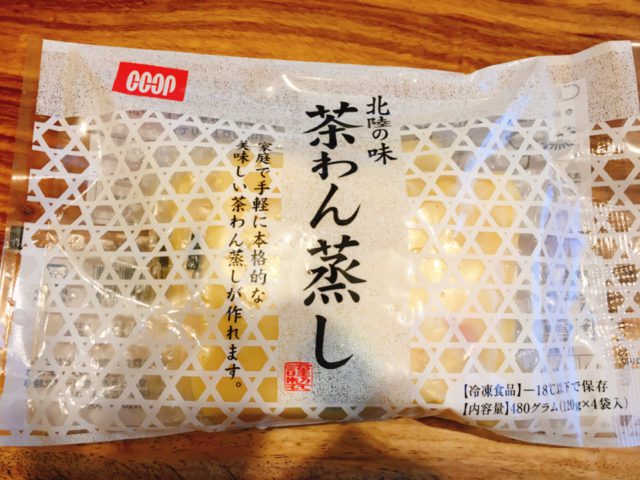 COOP
北陸の味
茶わん蒸し
家庭で手軽に本格的な
美味しい茶わん蒸しが作れます。
謹製
【冷凍食品】−18℃以下で保存
【内容量】480グラム(120g×4袋入)